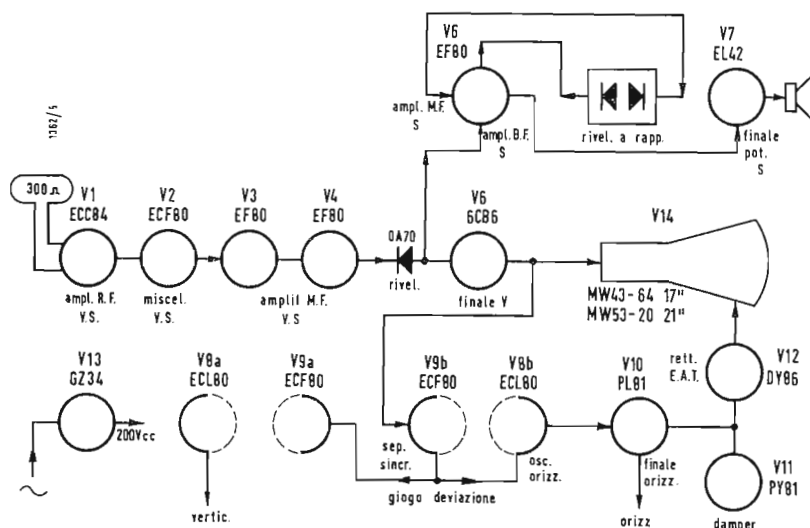 V6
EF80
V7
EL42
ampl. M.F.
S
ampl. B.F.
S
rivel. a rapp.
finale
pot.
S
1362/5
300 Ω
V1
ECC84
V2
ECF80
V3
EF80
V4
EF80
OA70
V6
6CB6
V14
rivel.
finale V
ampl. R.F.
V.S.
miscel.
V.S.
amplif M.F.
V.S
MW43-64 17"
MW53-20 21"
V13
GZ34
V8a
ECL80
V9a
ECF80
V9b
ECF80
V8b
ECL80
V10
PL81
rett.
E.A.T.
V12
DY86
200Vcc
sep.
sincr.
osc.
orizz.
finale
orizz.
V11
PY81
giogo deviazione
vertic.
orizz
damper